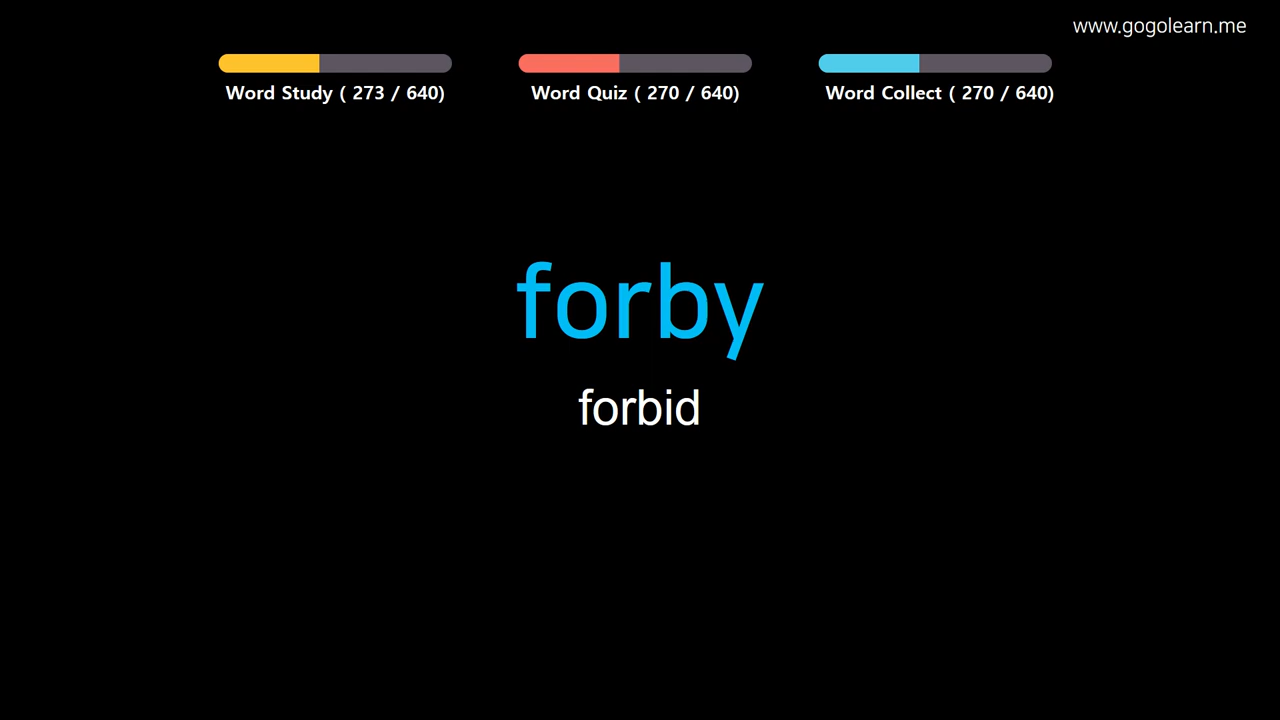 www.gogolearn.me
Word Study ( 273 / 640)
Word Quiz ( 270 / 640)
Word Collect ( 270 / 640)
forby
forbid